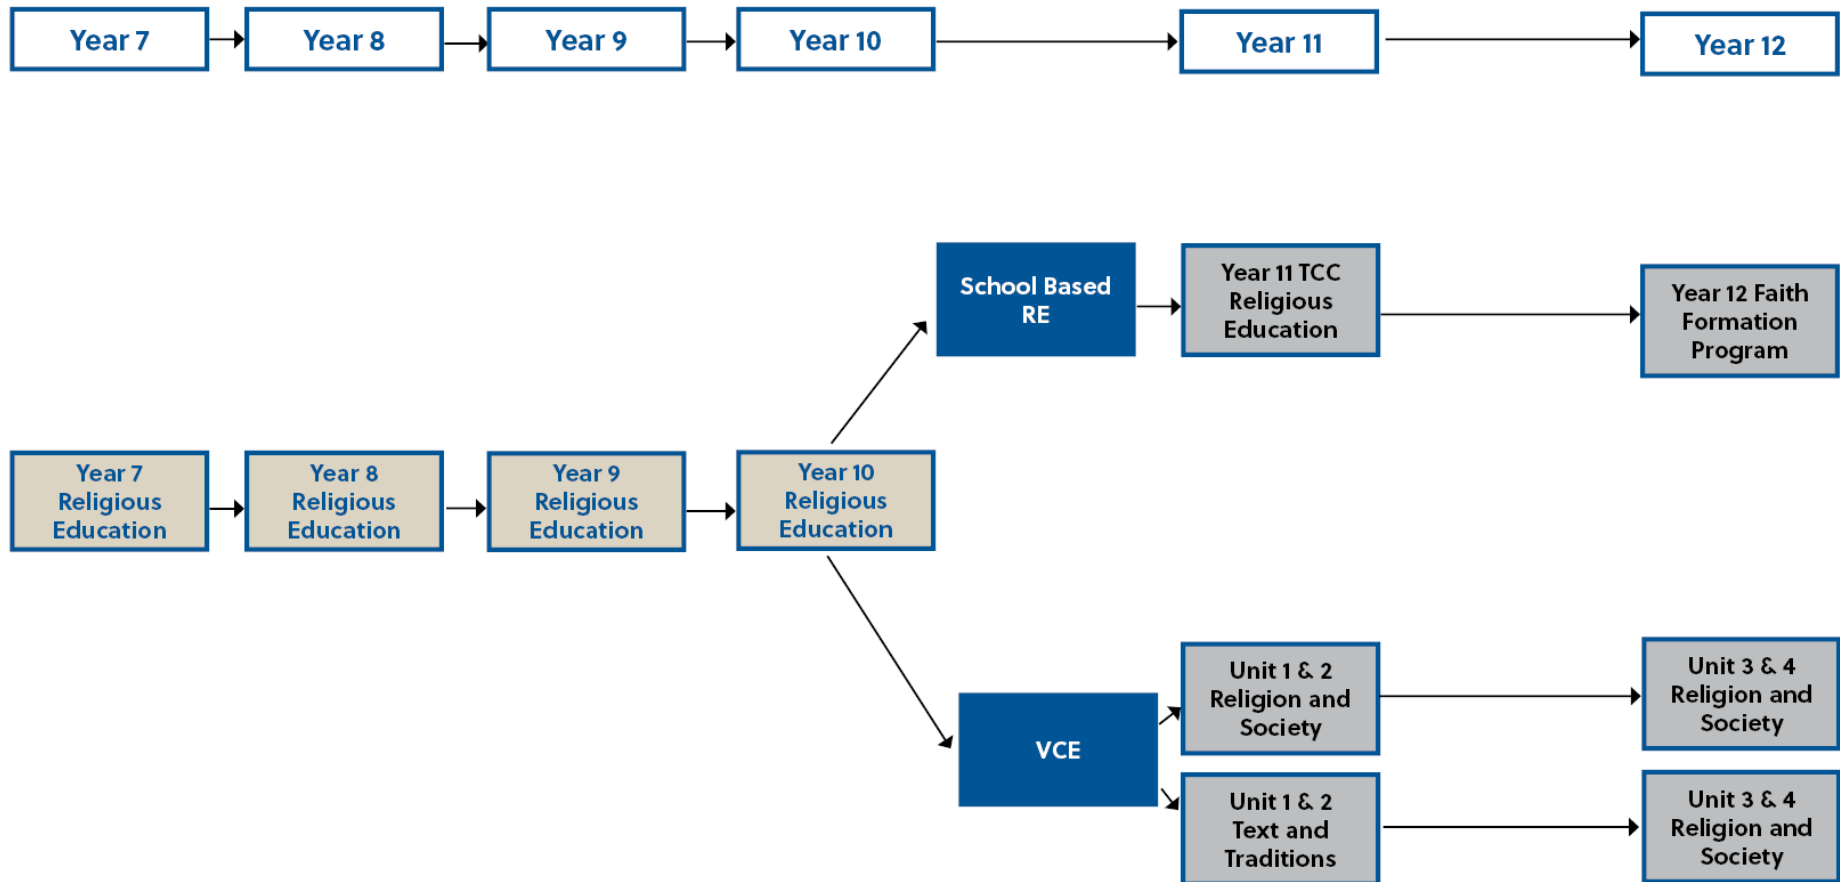 Year 7
Year 8
Year 9
Year 10
Year 11
Year 12
School Based
RE
Year 11 TCC
Religious
Education
Year 12 Faith
Formation
Program
Year 7
Religious
Education
Year 8
Religious
Education
Year 9
Religious
Education
Year 10
Religious
Education
VCE
Unit 1 & 2
Religion and
Society
Unit 3 & 4
Religion and
Society
Unit 1 & 2
Text and
Traditions
Unit 3 & 4
Religion and
Society